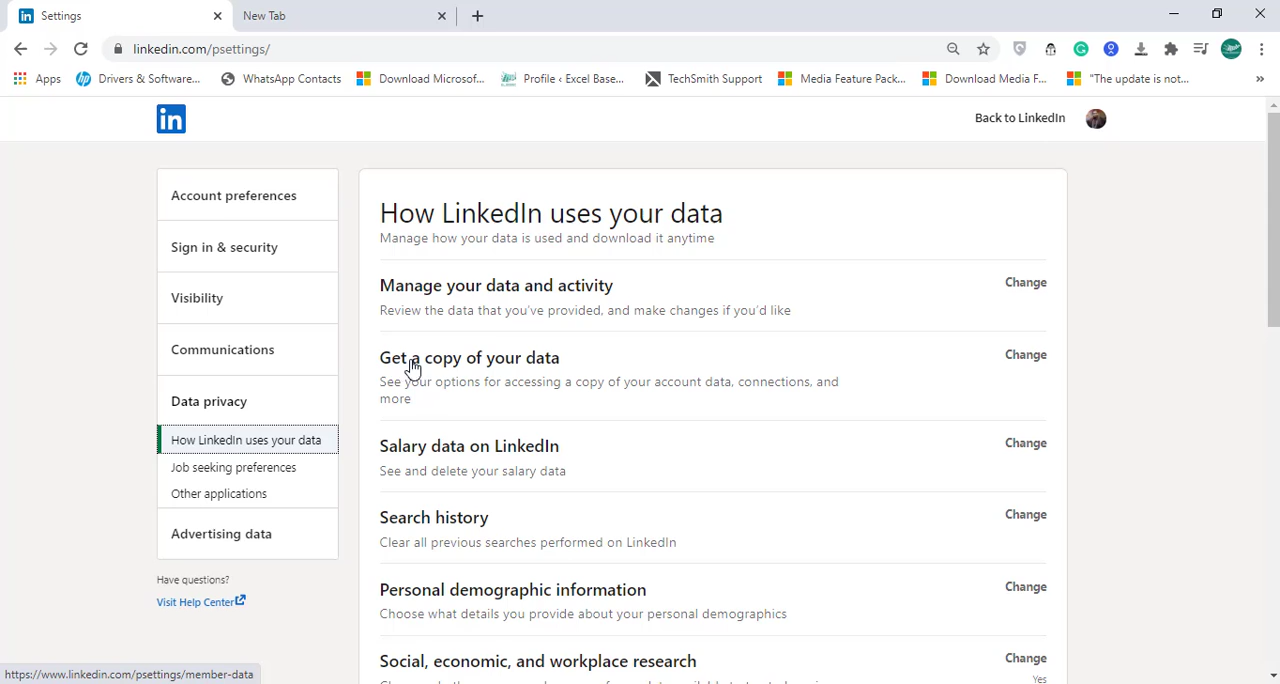 in Settings
New Tab
linkedin.com/psettings/
Apps
Drivers & Software...
WhatsApp Contacts
Download Microsof...
Profile ‹ Excel Base...
TechSmith Support
Media Feature Pack...
Download Media F...
"The update is not...
»
in
Back to LinkedIn
Account preferences
Sign in & security
Visibility
Communications
Data privacy
How LinkedIn uses your data
Job seeking preferences
Other applications
Advertising data
Have questions?
Visit Help Center
How LinkedIn uses your data
Manage how your data is used and download it anytime
Manage your data and activity
Change
Review the data that you've provided, and make changes if you'd like
Get a copy of your data
Change
See your options for accessing a copy of your account data, connections, and
more
Salary data on LinkedIn
Change
See and delete your salary data
Search history
Change
Clear all previous searches performed on LinkedIn
Personal demographic information
Change
Choose what details you provide about your personal demographics
Social, economic, and workplace research
Change
Yes
https://www.linkedin.com/psettings/member-data